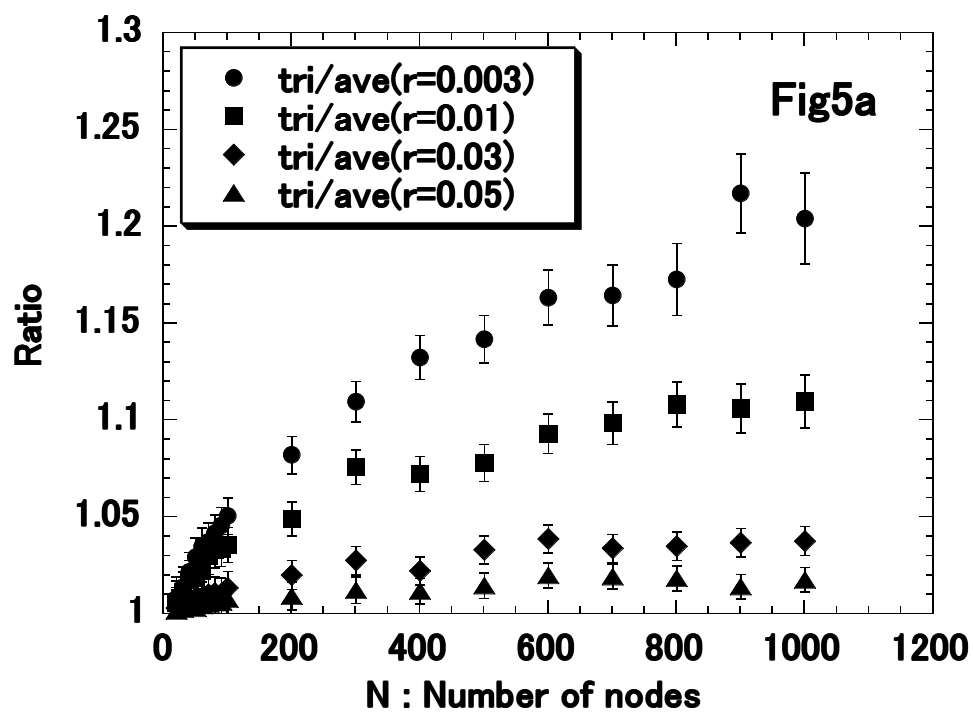 1.3
1.25
1.2
1.15
1.1
1.05
1
Ratio
tri/ave(r=0.003)
tri/ave(r=0.01)
tri/ave(r=0.03)
tri/ave(r=0.05)
Fig5a
0 200 400 600 800 1000 1200
N : Number of nodes